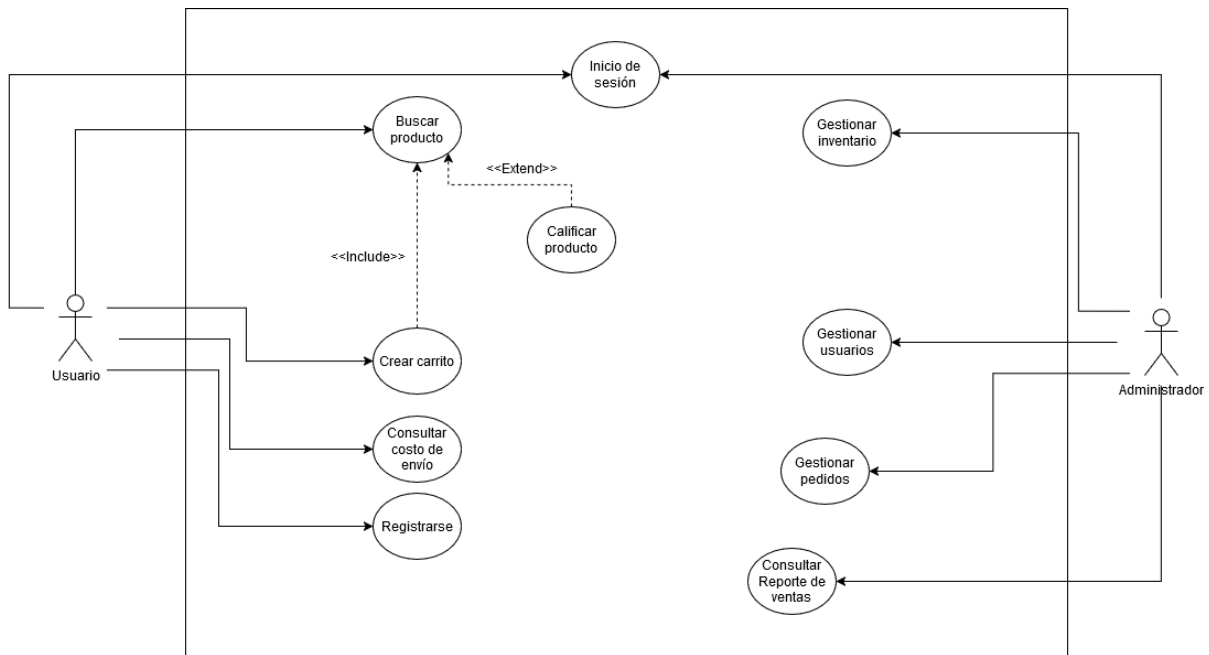 Inicio de
sesión
Buscar
producto
Gestionar
inventario
<<Extend>>
Calificar
producto
<<Include>>
Gestionar
usuarios
Crear carrito
Usuario
Administrador
Consultar
costo de
envío
Gestionar
pedidos
Registrarse
Consultar
Reporte de
ventas